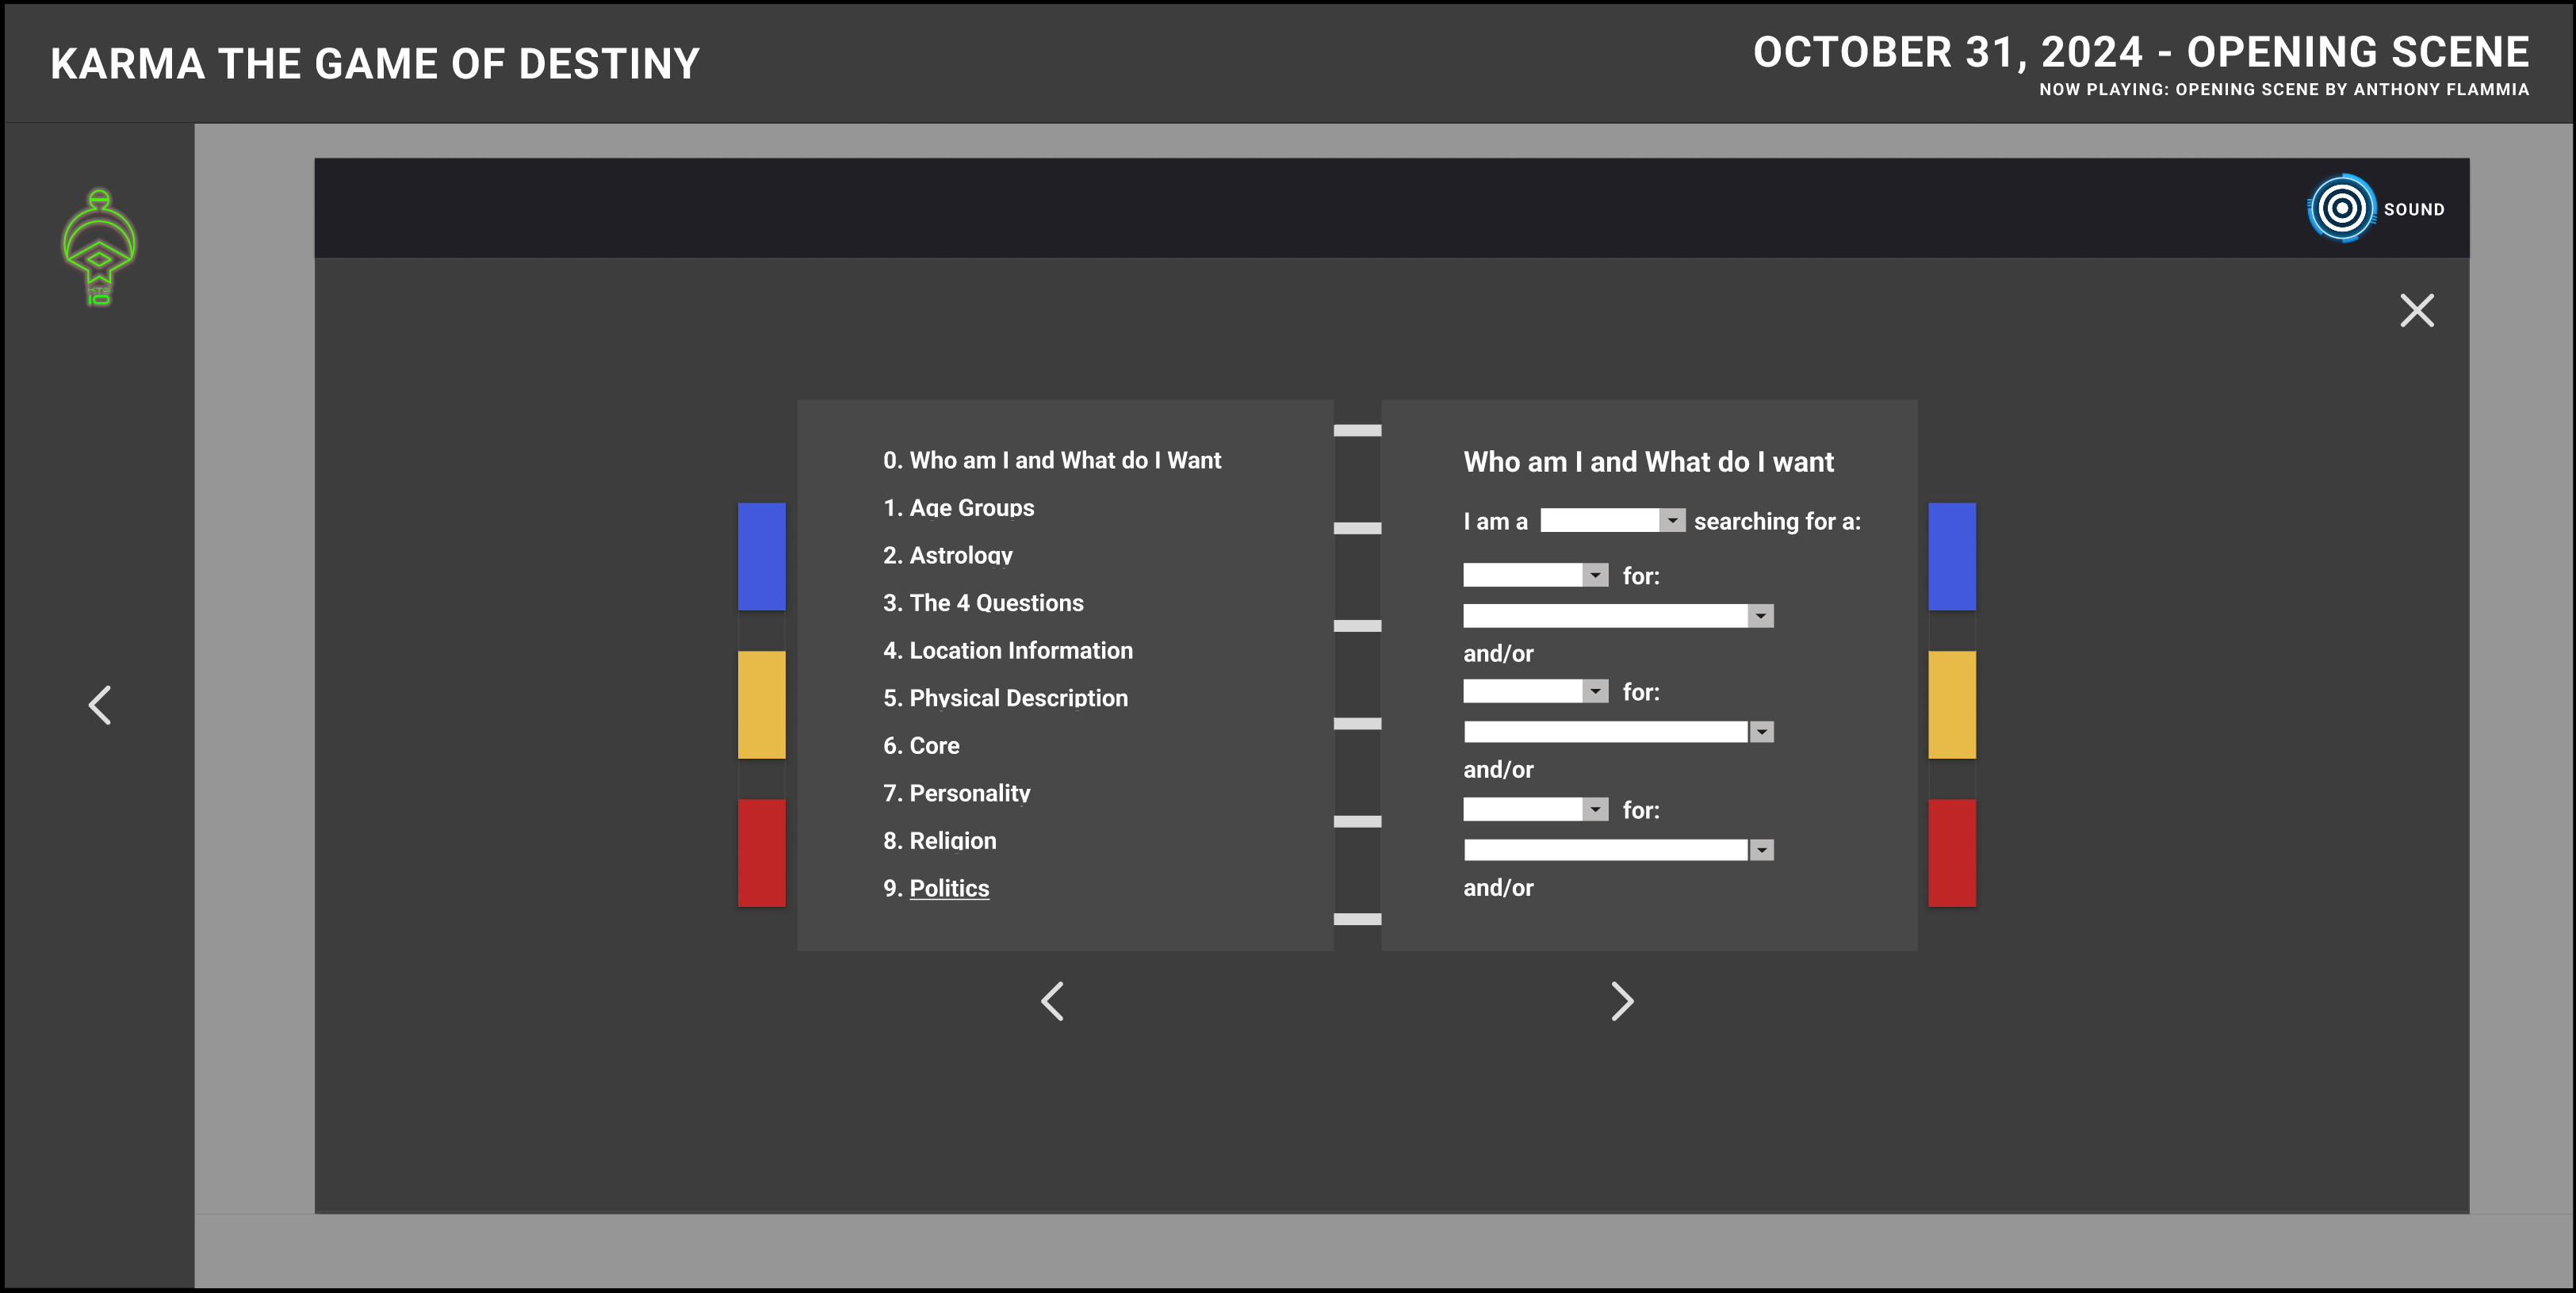 KARMA THE GAME OF DESTINY
OCTOBER 31, 2024 - OPENING SCENE
NOW PLAYING: OPENING SCENE BY ANTHONY FLAMMIA
SOUND
0. Who am I and What do I Want
1. Age Groups
2. Astrology
3. The 4 Questions
4. Location Information
5. Physical Description
6. Core
7. Personality
8. Religion
9. Politics
Who am I and What do I want
I am a searching for a:
for:
and/or
for:
and/or
for:
and/or